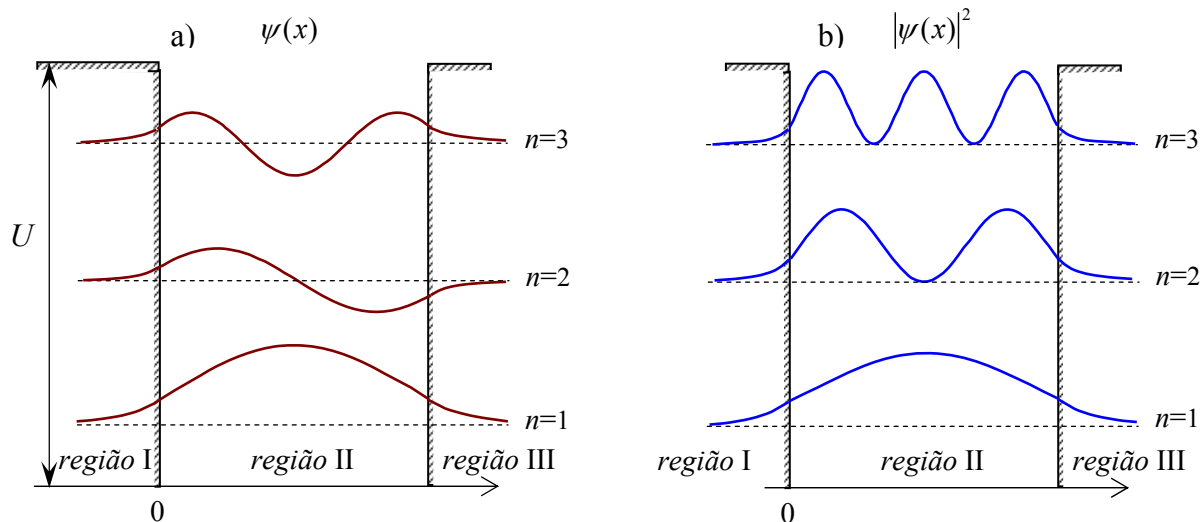 a) ψ(x)
n=3
U
n=2
n=1
região I região II região III
0
b) |ψ(x)|²
n=3
n=2
n=1
região I região II região III
0